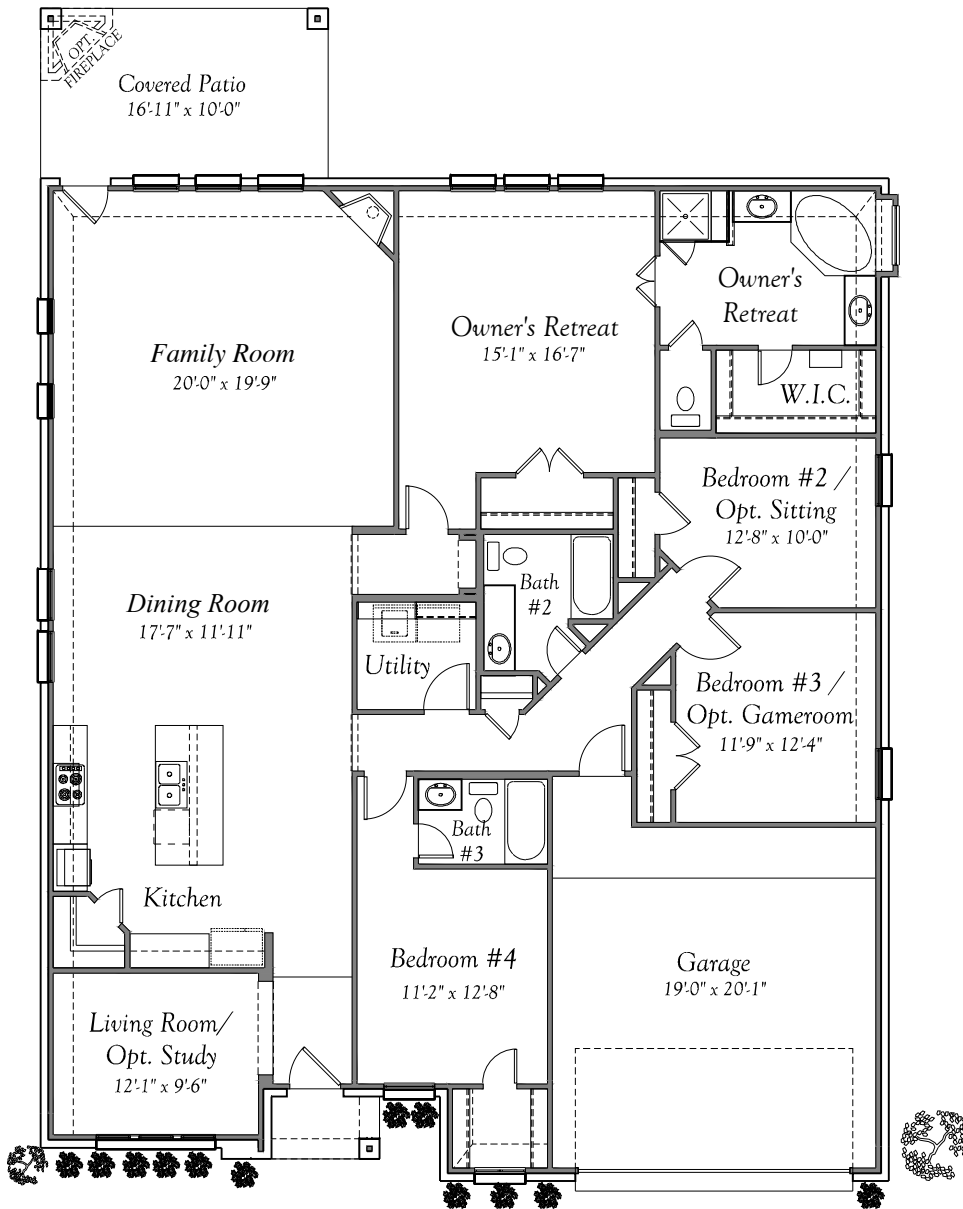 OPT.
FIREPLACE
Covered Patio
16'-11" x 10'-0"
Family Room
20'-0" x 19'-9"
Owner's Retreat
15'-1" x 16'-7"
Owner's
Retreat
W.I.C.
Bedroom #2 /
Opt. Sitting
12'-8" x 10'-0"
Dining Room
17'-7" x 11'-11"
Bath
#2
Utility
Bedroom #3 /
Opt. Gameroom
11'-9" x 12'-4"
Bath
#3
Kitchen
Bedroom #4
11'-2" x 12'-8"
Garage
19'-0" x 20'-1"
Living Room/
Opt. Study
12'-1" x 9'-6"